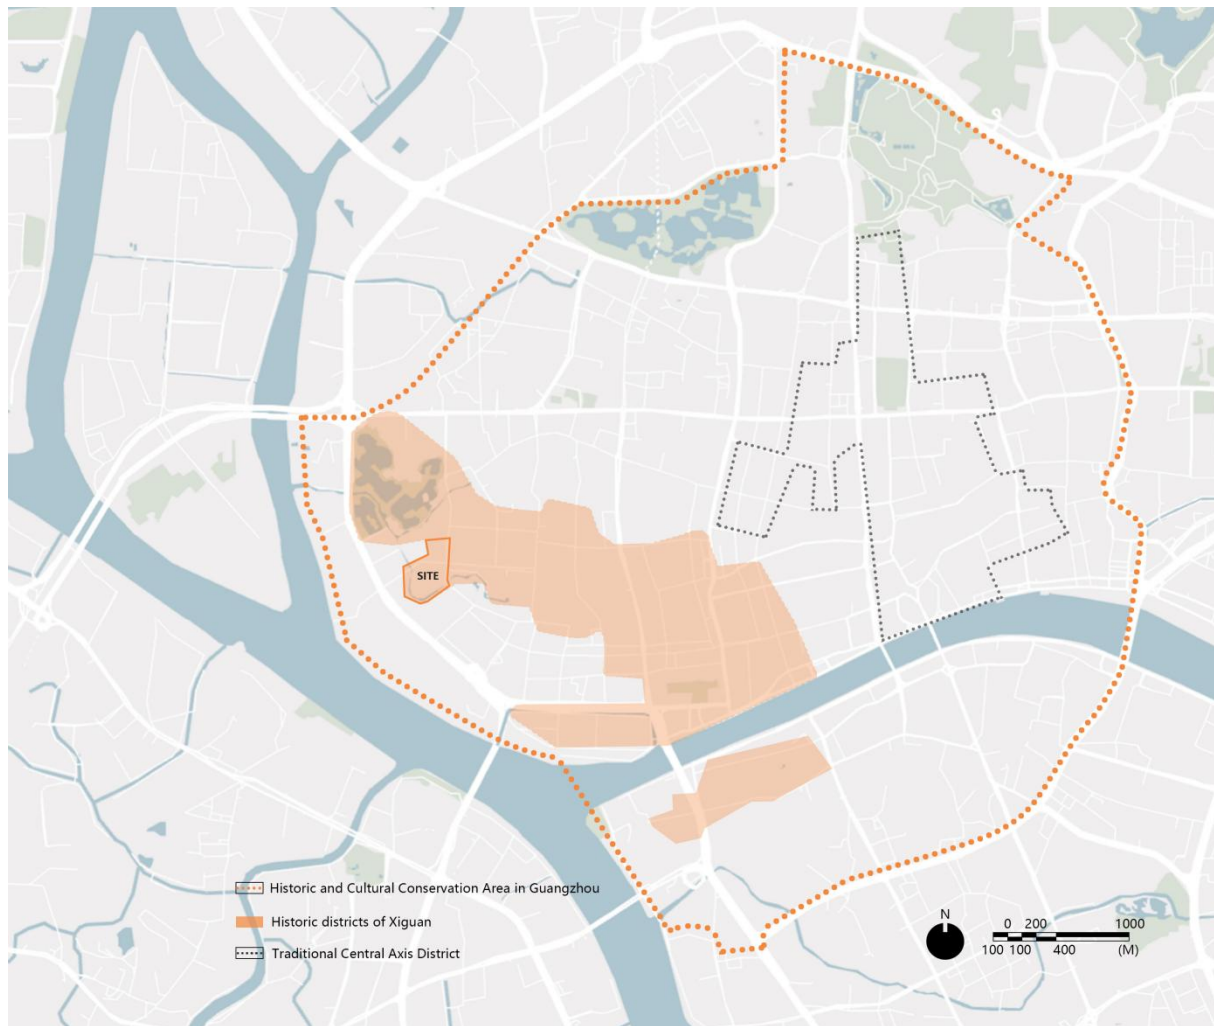 SITE
Historic and Cultural Conservation Area in Guangzhou
Historic districts of Xiguan
Traditional Central Axis District
N
0 200 1000
100 100 400 (M)